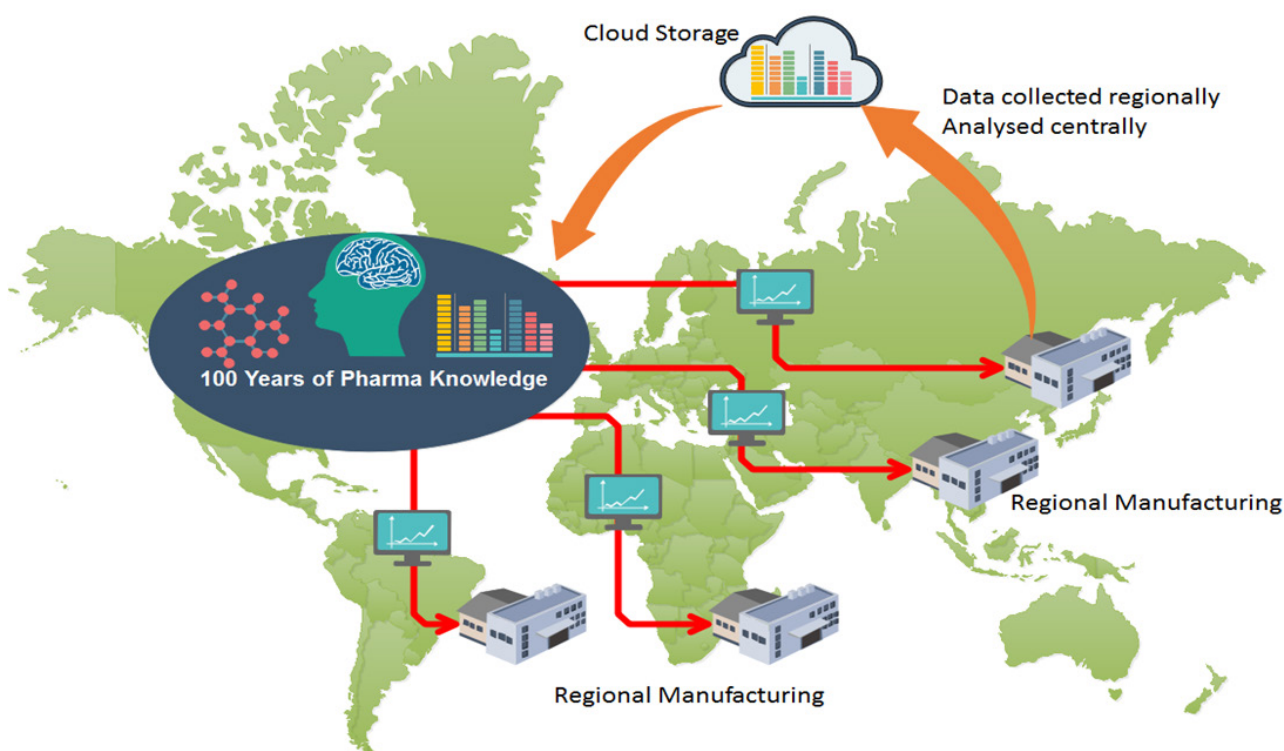 Cloud Storage
Data collected regionally
Analysed centrally
100 Years of Pharma Knowledge
Regional Manufacturing
Regional Manufacturing